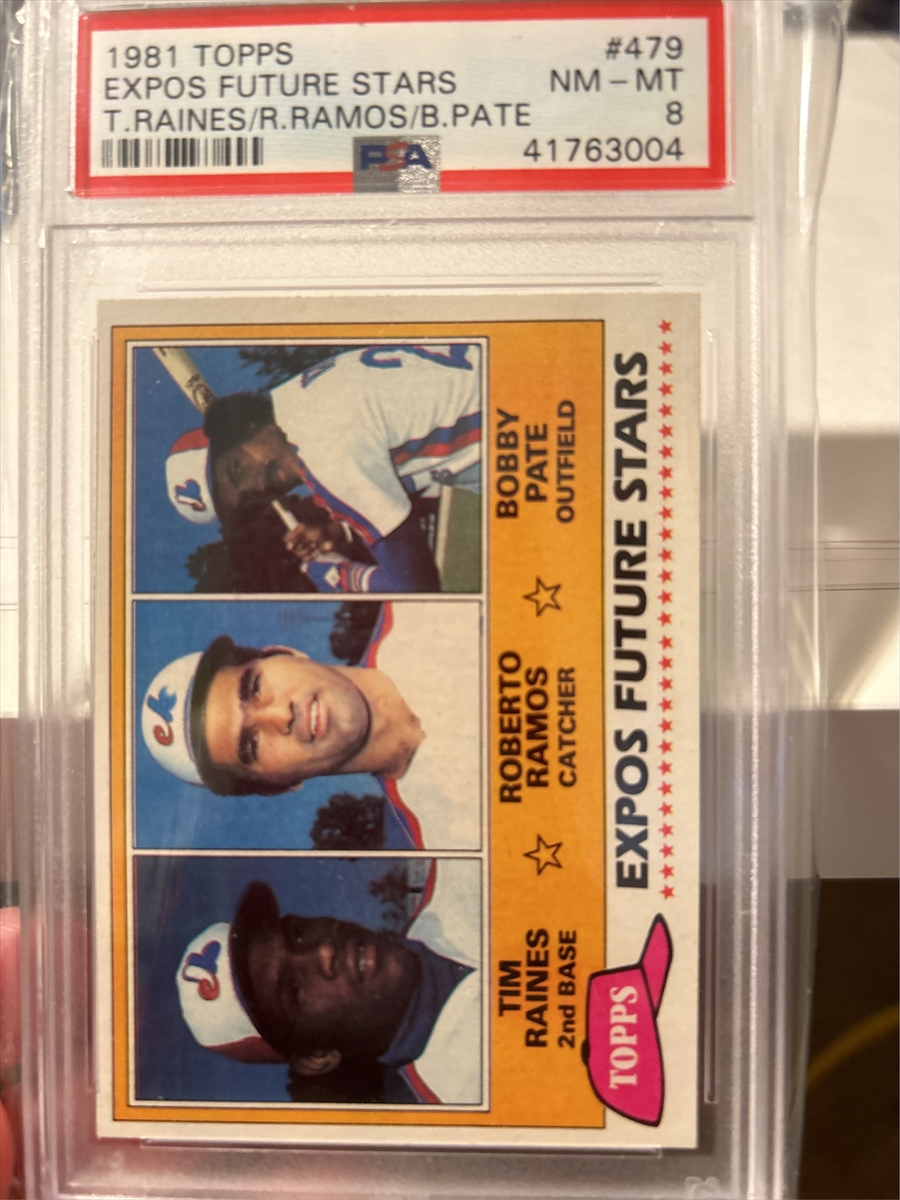 1981 TOPPS #479
EXPOS FUTURE STARS NM - MT
T.RAINES/R.RAMOS/B.PATE 8
PSA 41763004
TIM
RAINES
2nd BASE
ROBERTO
RAMOS
CATCHER
BOBBY
PATE
OUTFIELD
TOPPS
EXPOS FUTURE STARS